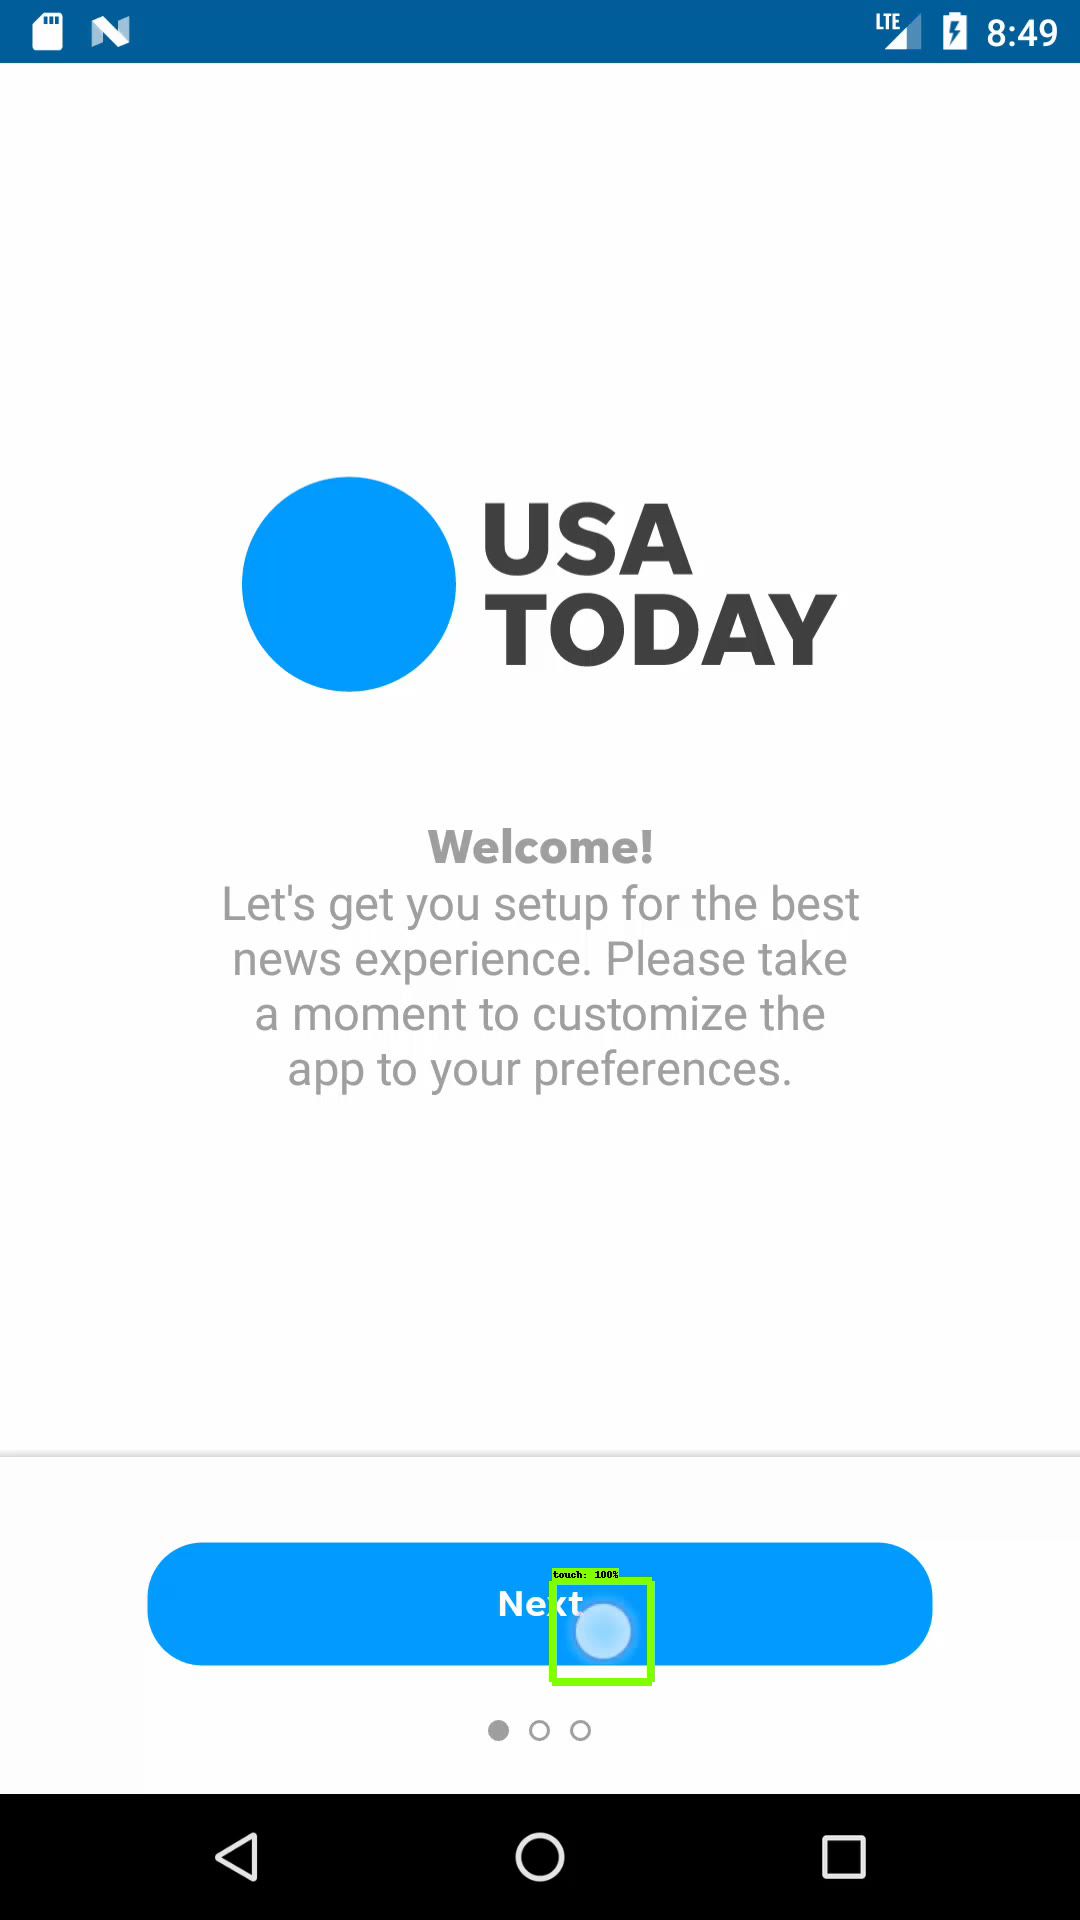 LTE 8:49
USA
TODAY
Welcome!
Let's get you setup for the best
news experience. Please take
a moment to customize the
app to your preferences.
touch: 100%
Next